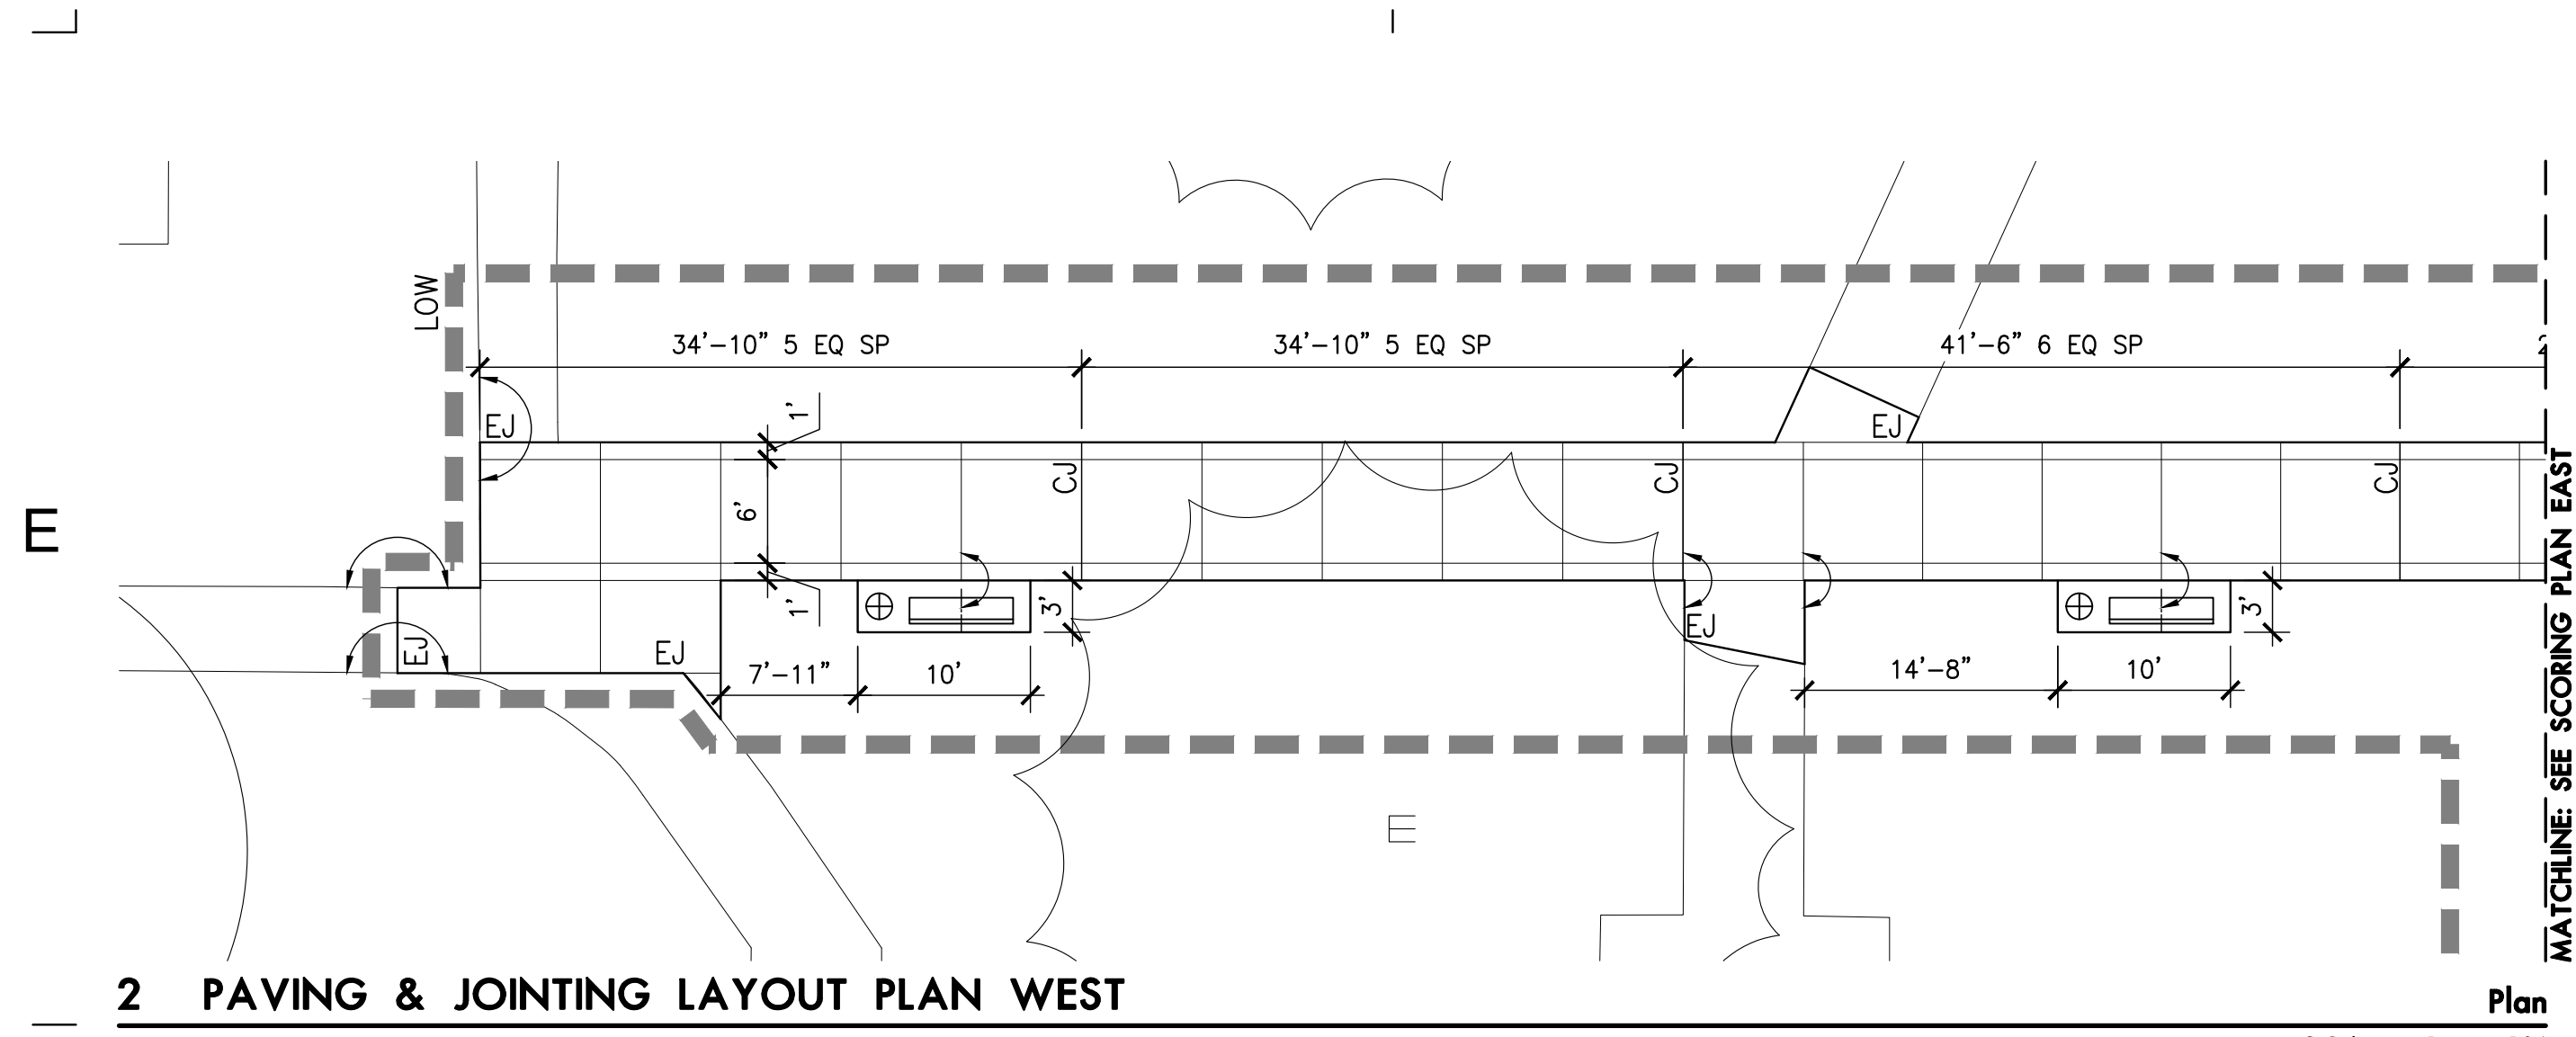 LOW
34'-10" 5 EQ SP
34'-10" 5 EQ SP
41'-6" 6 EQ SP
1'
EJ
EJ
CJ
CJ
CJ
E
6'
1'
3'
3'
EJ
EJ
EJ
7'-11"
10'
14'-8"
10'
E
MATCHLINE: SEE SCORING PLAN EAST
2 PAVING & JOINTING LAYOUT PLAN WEST
Plan